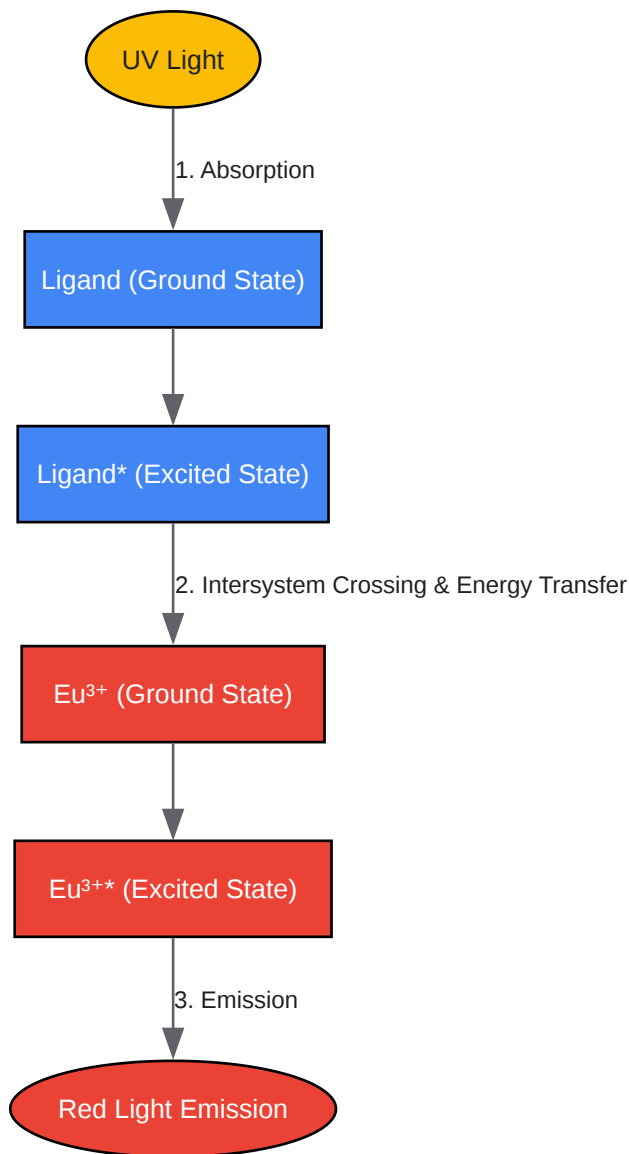 UV Light
1. Absorption
Ligand (Ground State)
Ligand* (Excited State)
2. Intersystem Crossing & Energy Transfer
Eu³⁺ (Ground State)
Eu³⁺* (Excited State)
3. Emission
Red Light Emission